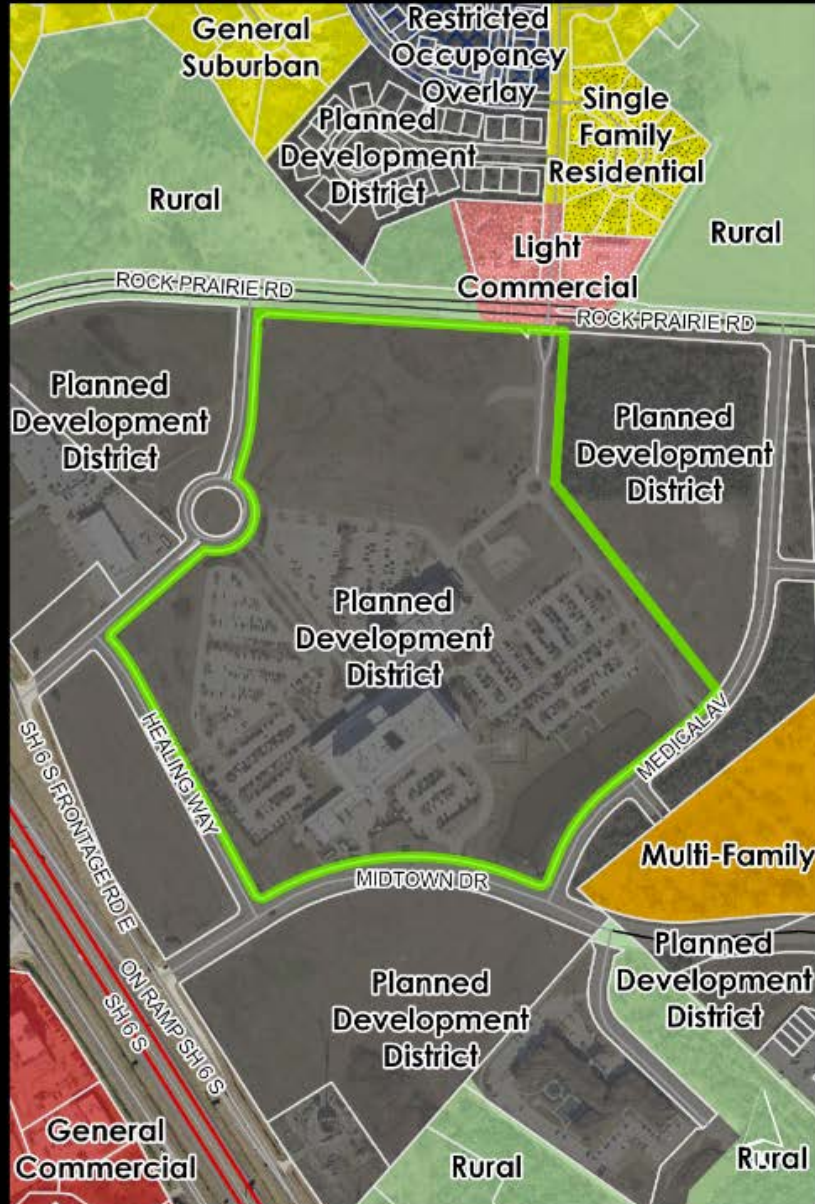 General
Suburban
Restricted
Occupancy
Overlay
Planned
Development
District
Single
Family
Residential
Rural
Rural
Light
Commercial
ROCK PRAIRIE RD
ROCK PRAIRIE RD
Planned
Development
District
Planned
Development
District
Planned
Development
District
HEALING WAY
MEDICAL AV
SH 6 S FRONTAGE RD E
MIDTOWN DR
Multi-Family
ON RAMP SH 6 S
SH 6 S
Planned
Development
District
Planned
Development
District
General
Commercial
Rural
Rural